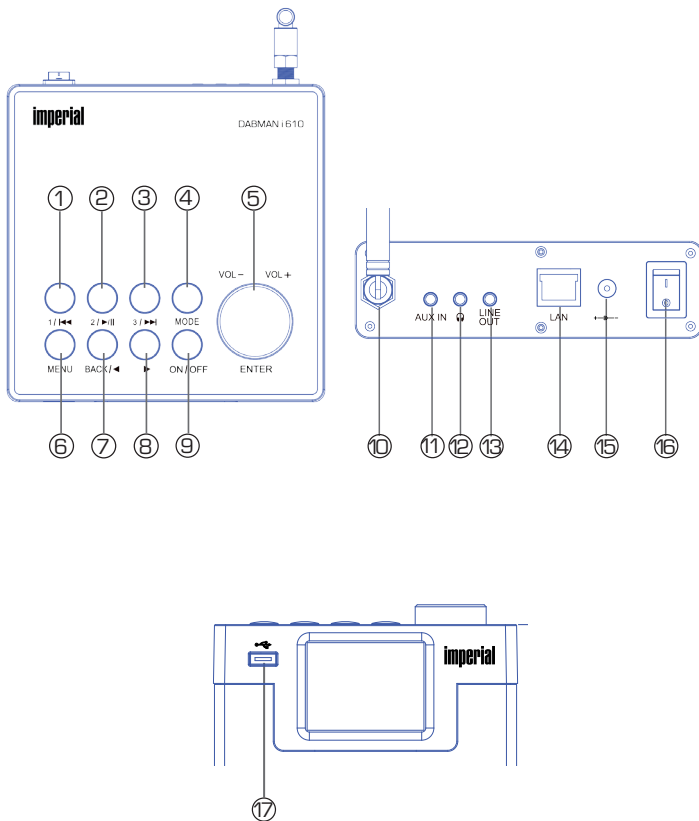 imperial
DABMAN i 610
1 2 3 4 5
VOL− VOL+
1/⏮ 2/▶/II 3/⏭ MODE
MENU BACK/◀ I▶ ON/OFF ENTER
6 7 8 9
AUX IN LINE OUT LAN
10 11 12 13 14 15 16
imperial
17